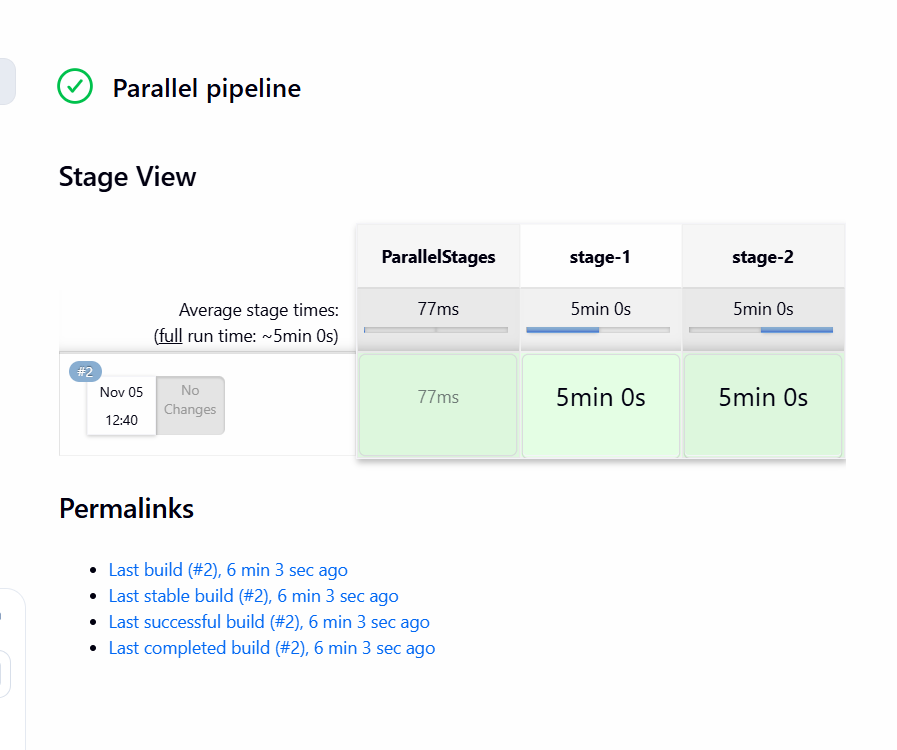 Parallel pipeline
Stage View
ParallelStages stage-1 stage-2
Average stage times: 77ms 5min 0s 5min 0s
(full run time: ~5min 0s)
#2
Nov 05 No
12:40 Changes
77ms 5min 0s 5min 0s
Permalinks
Last build (#2), 6 min 3 sec ago
Last stable build (#2), 6 min 3 sec ago
Last successful build (#2), 6 min 3 sec ago
Last completed build (#2), 6 min 3 sec ago